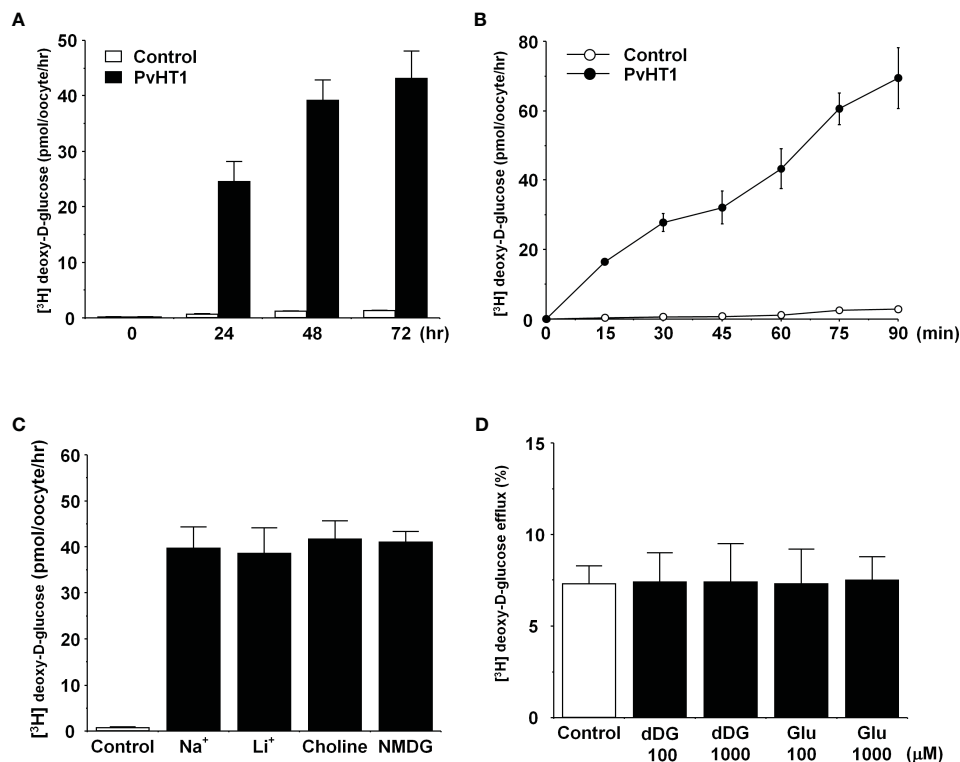 A
[³H] deoxy-D-glucose (pmol/oocyte/hr)
50
40
30
20
10
0
Control
PvHT1
0 24 48 72 (hr)
B
[³H] deoxy-D-glucose (pmol/oocyte/hr)
80
60
40
20
0
Control
PvHT1
0 15 30 45 60 75 90 (min)
C
[³H] deoxy-D-glucose (pmol/oocyte/hr)
60
50
40
30
20
10
0
Control Na⁺ Li⁺ Choline NMDG
D
[³H] deoxy-D-glucose efflux (%)
15
10
5
0
Control dDG dDG Glu Glu
100 1000 100 1000 (μM)